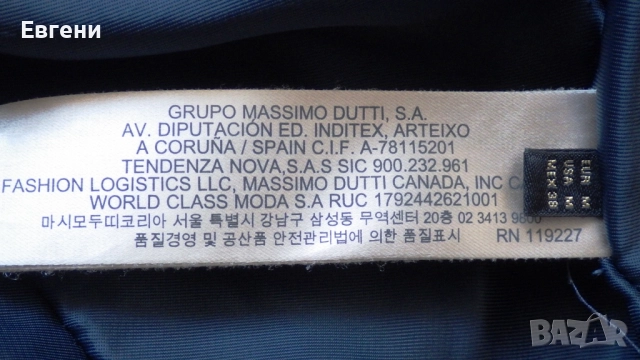 Евгени
GRUPO MASSIMO DUTTI, S.A.
AV. DIPUTACIÓN ED. INDITEX, ARTEIXO
A CORUÑA / SPAIN C.I.F. A-78115201
TENDENZA NOVA,S.A.S SIC 900.232.961
FASHION LOGISTICS LLC, MASSIMO DUTTI CANADA, INC
WORLD CLASS MODA S.A RUC 1792442621001
마시모두띠코리아 서울 특별시 강남구 삼성동 무역센터 20층 02 3413 9800
품질경영 및 공산품 안전관리법에 의한 품질표시 RN 119227
EUR M
USA M
MEX 38
BAZAR